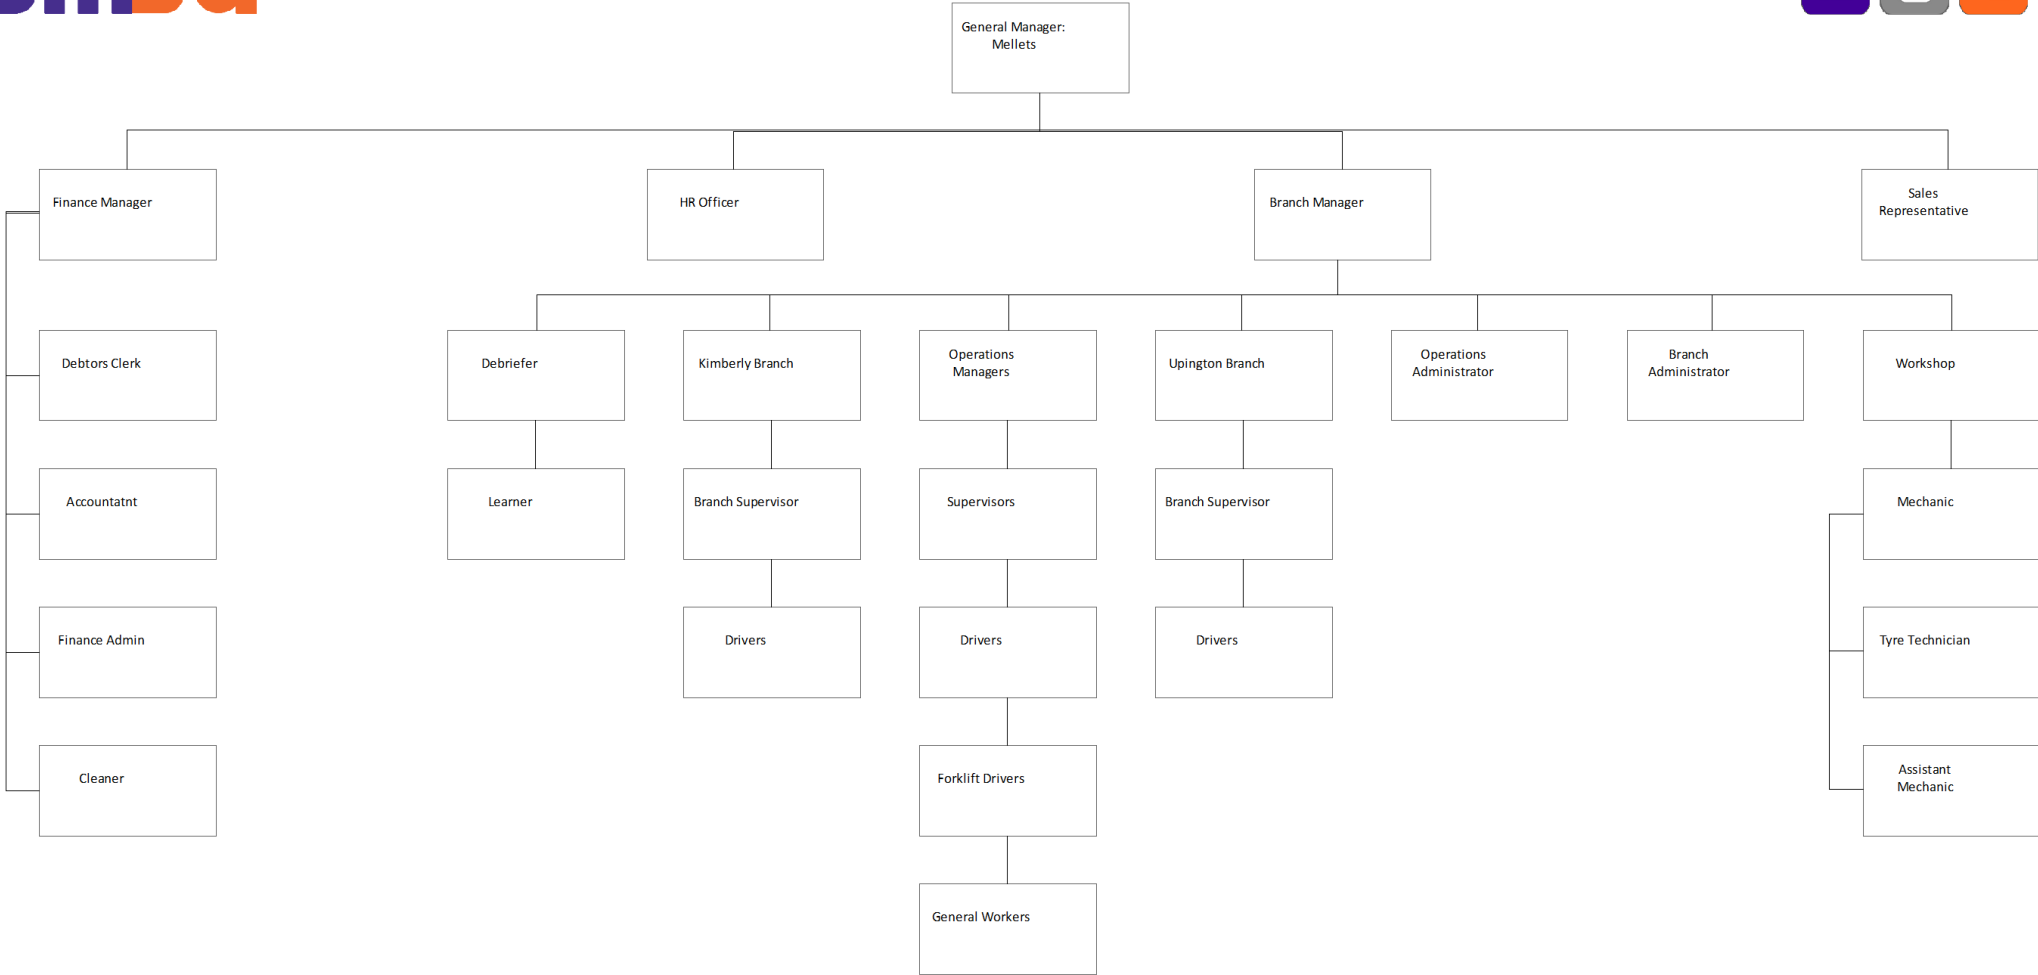 General Manager:
Mellets
Finance Manager
HR Officer
Branch Manager
Sales
Representative
Debtors Clerk
Debriefer
Kimberly Branch
Operations
Managers
Upington Branch
Operations
Administrator
Branch
Administrator
Workshop
Accountatnt
Learner
Branch Supervisor
Supervisors
Branch Supervisor
Mechanic
Finance Admin
Drivers
Drivers
Drivers
Tyre Technician
Cleaner
Forklift Drivers
Assistant
Mechanic
General Workers